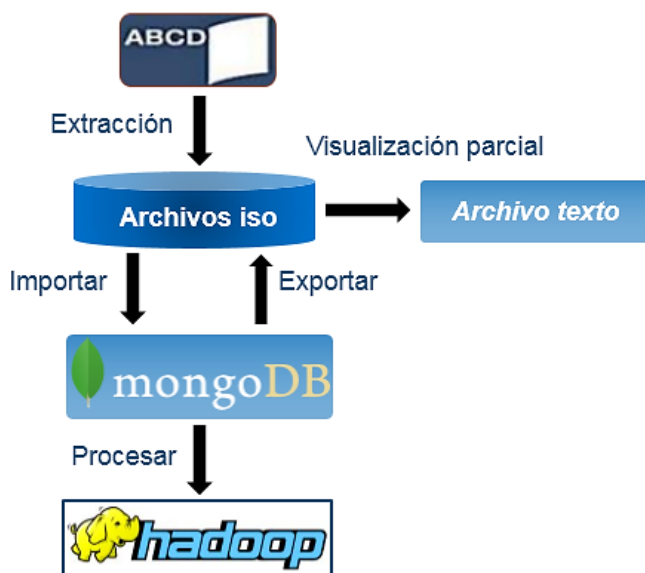 ABCD
Extracción
Visualización parcial
Archivos iso
Archivo texto
Importar
Exportar
mongoDB
Procesar
hadoop